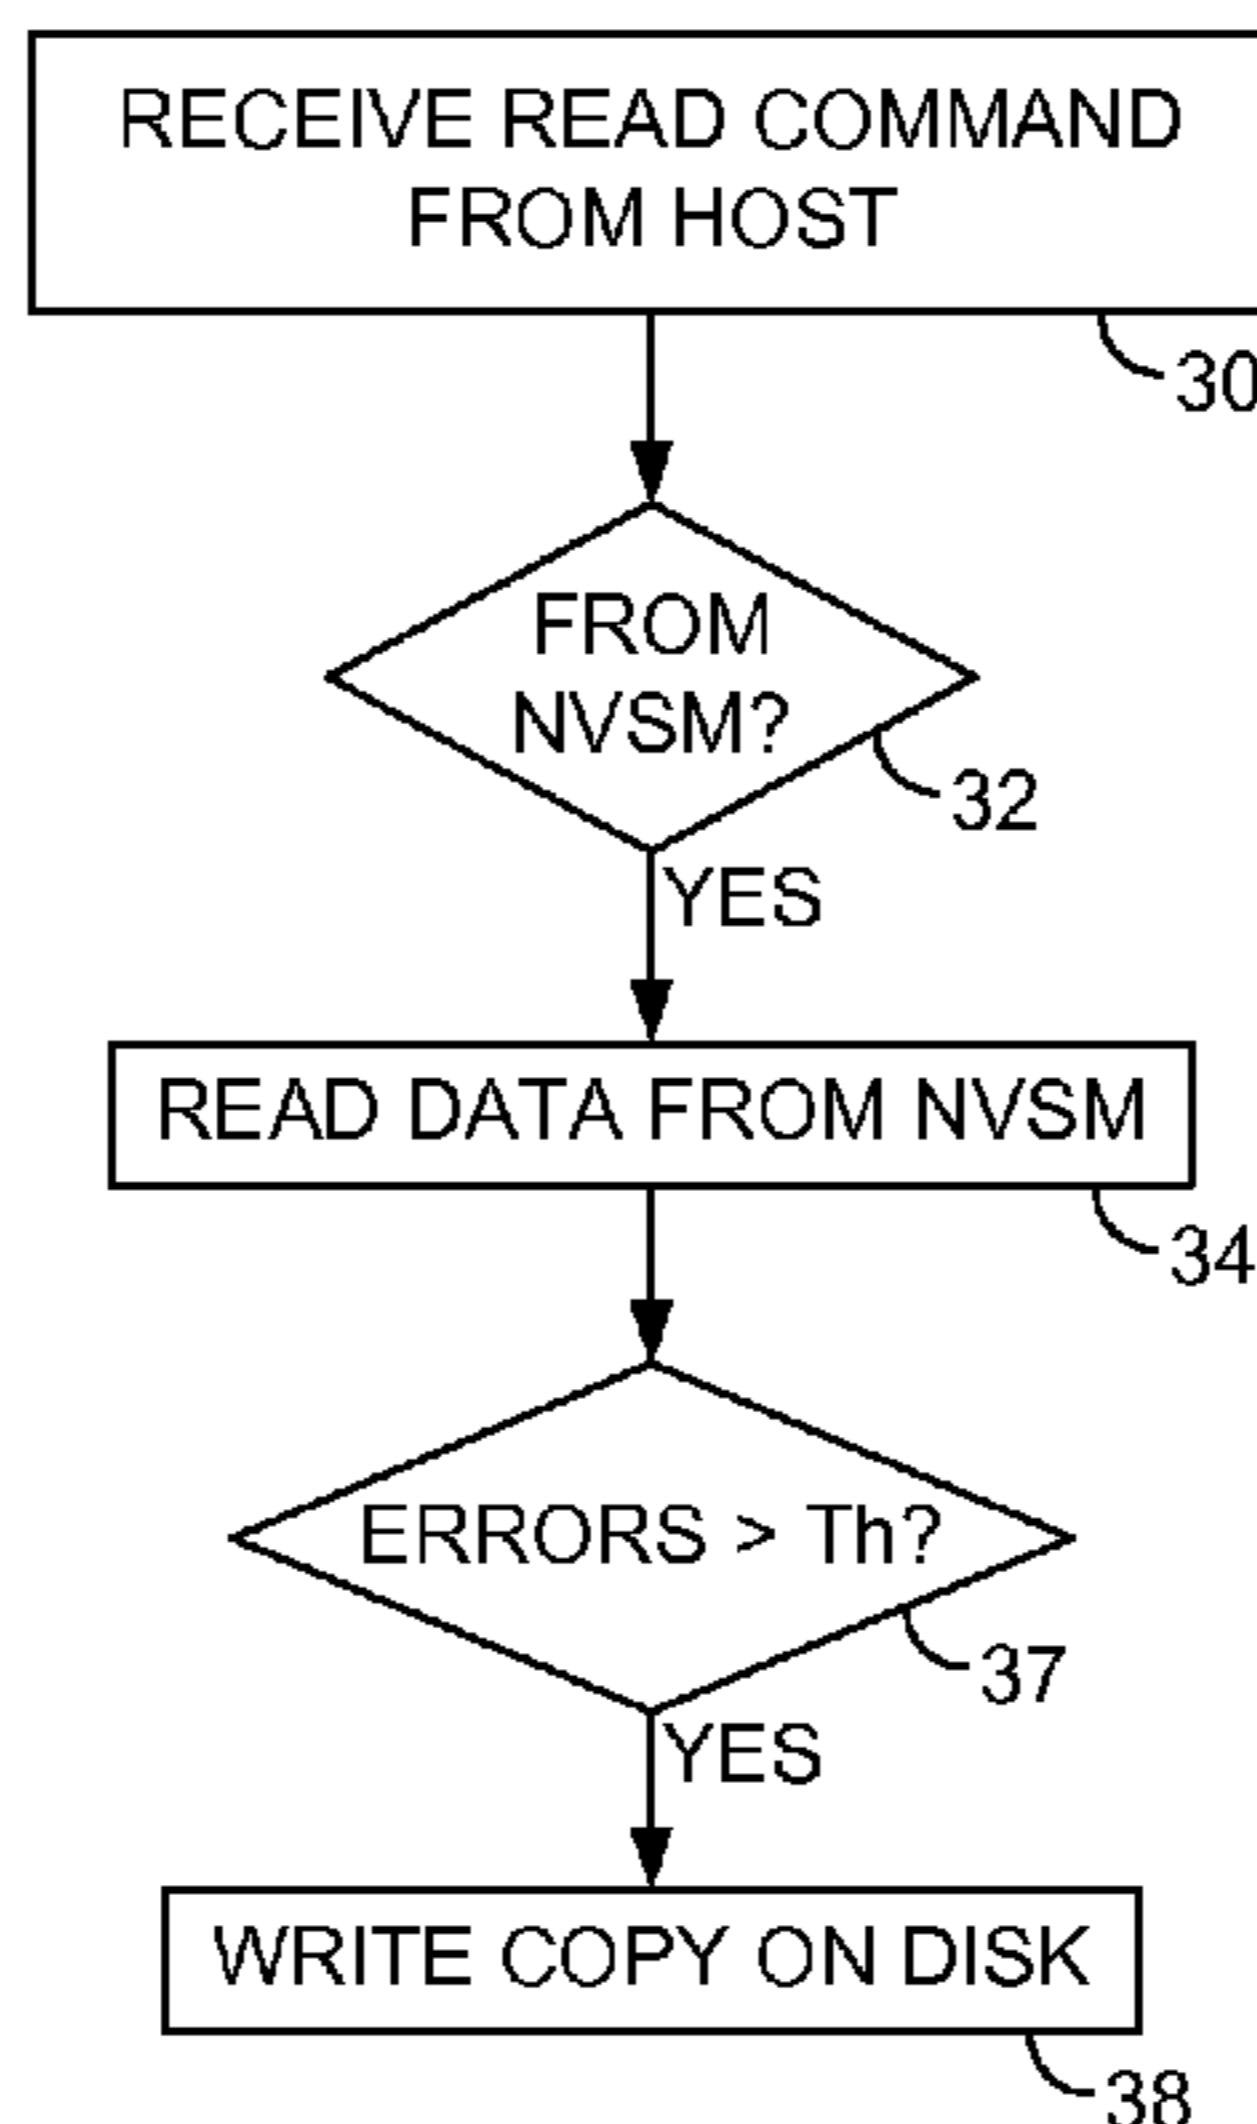 RECEIVE READ COMMAND
FROM HOST
30
FROM
NVSM?
32
YES
READ DATA FROM NVSM
34
ERRORS > Th?
37
YES
WRITE COPY ON DISK
38